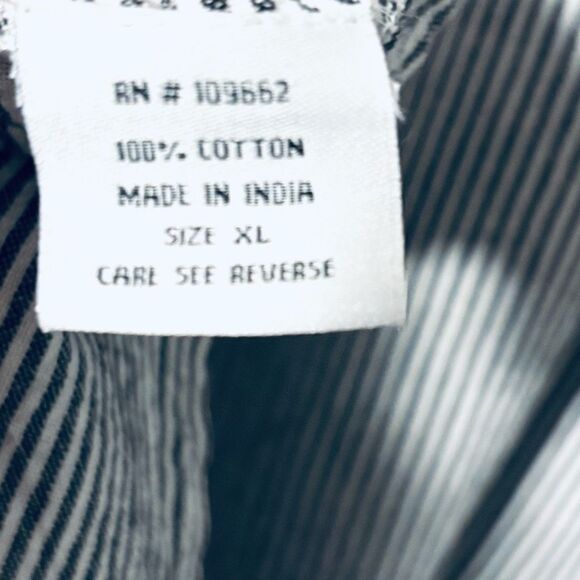 RN # 109662
100% COTTON
MADE IN INDIA
SIZE XL
CARE SEE REVERSE